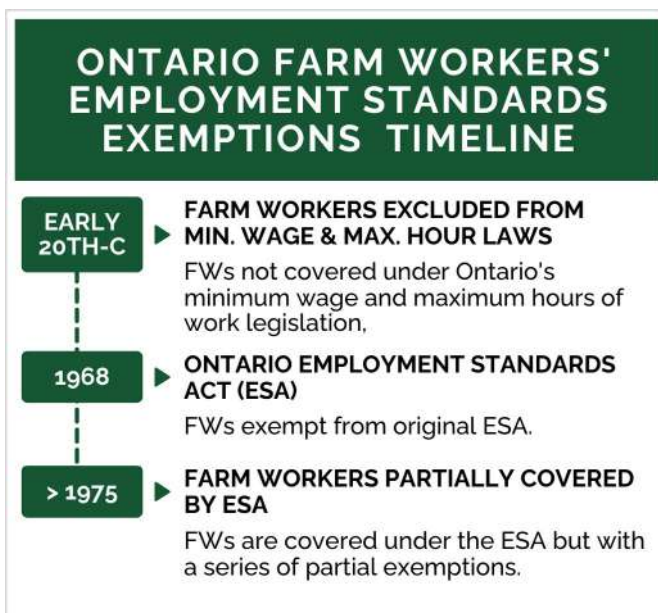 ONTARIO FARM WORKERS'
EMPLOYMENT STANDARDS
EXEMPTIONS TIMELINE
EARLY
20TH-C
FARM WORKERS EXCLUDED FROM
MIN. WAGE & MAX. HOUR LAWS
FWs not covered under Ontario's
minimum wage and maximum hours of
work legislation,
1968
ONTARIO EMPLOYMENT STANDARDS
ACT (ESA)
FWs exempt from original ESA.
> 1975
FARM WORKERS PARTIALLY COVERED
BY ESA
FWs are covered under the ESA but with
a series of partial exemptions.